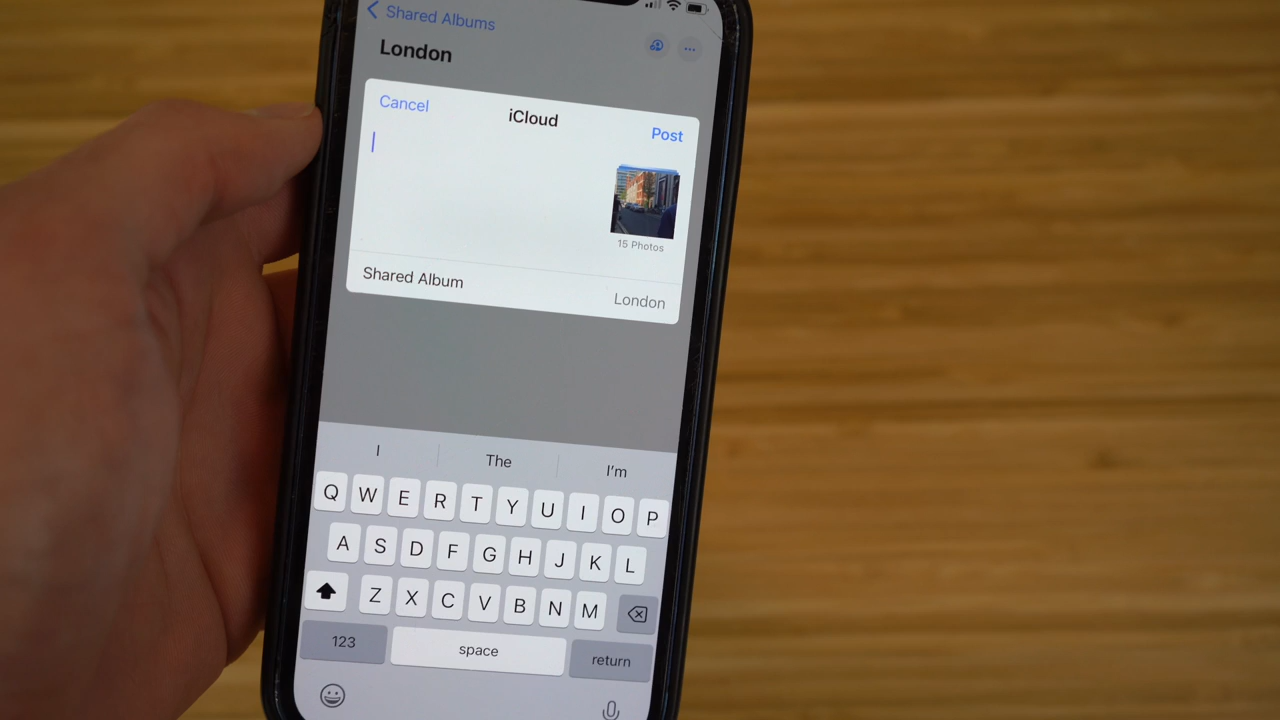 Shared Albums
London
Cancel
iCloud
Post
15 Photos
Shared Album
London
I
The
I'm
Q W E R T Y U I O P
A S D F G H J K L
Z X C V B N M
123
space
return